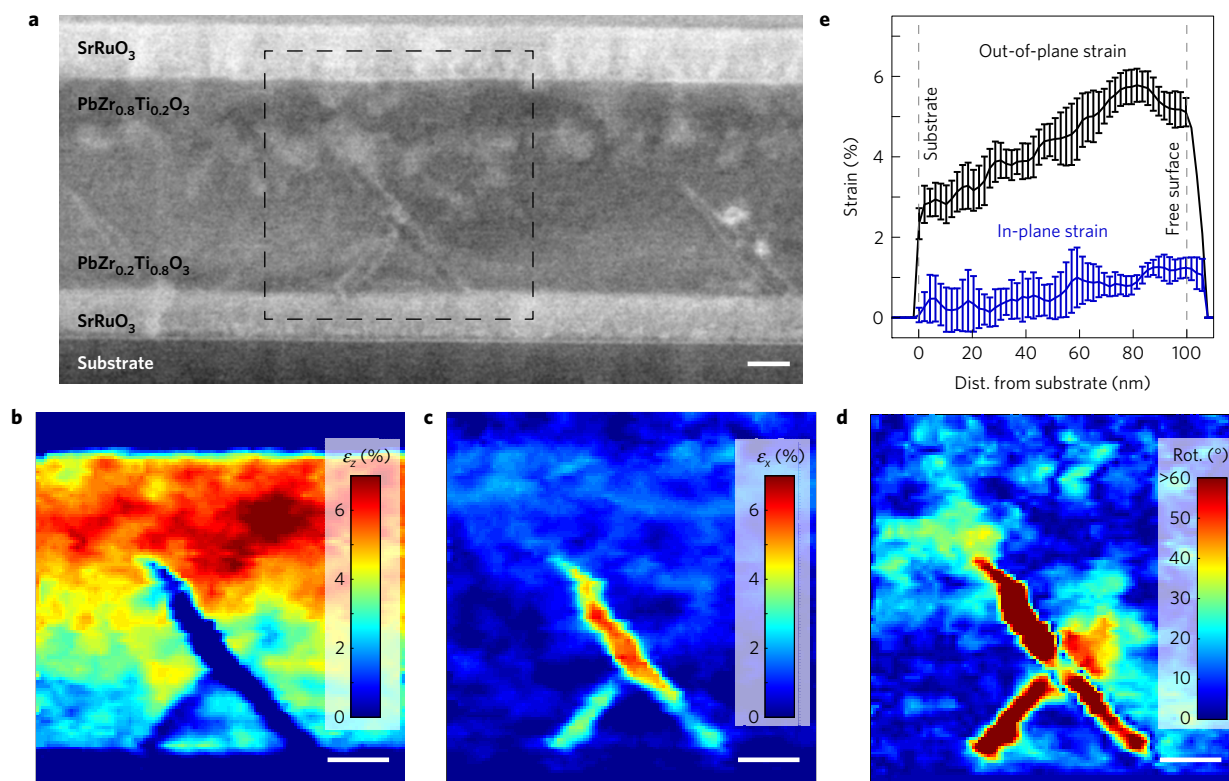 a
SrRuO₃
PbZr₀.₈Ti₀.₂O₃
PbZr₀.₂Ti₀.₈O₃
SrRuO₃
Substrate
e
Out-of-plane strain
In-plane strain
Substrate
Free surface
Strain (%)
6
4
2
0
0 20 40 60 80 100
Dist. from substrate (nm)
b
εz (%)
6
4
2
0
c
εx (%)
6
4
2
0
d
Rot. (°)
>60
50
40
30
20
10
0